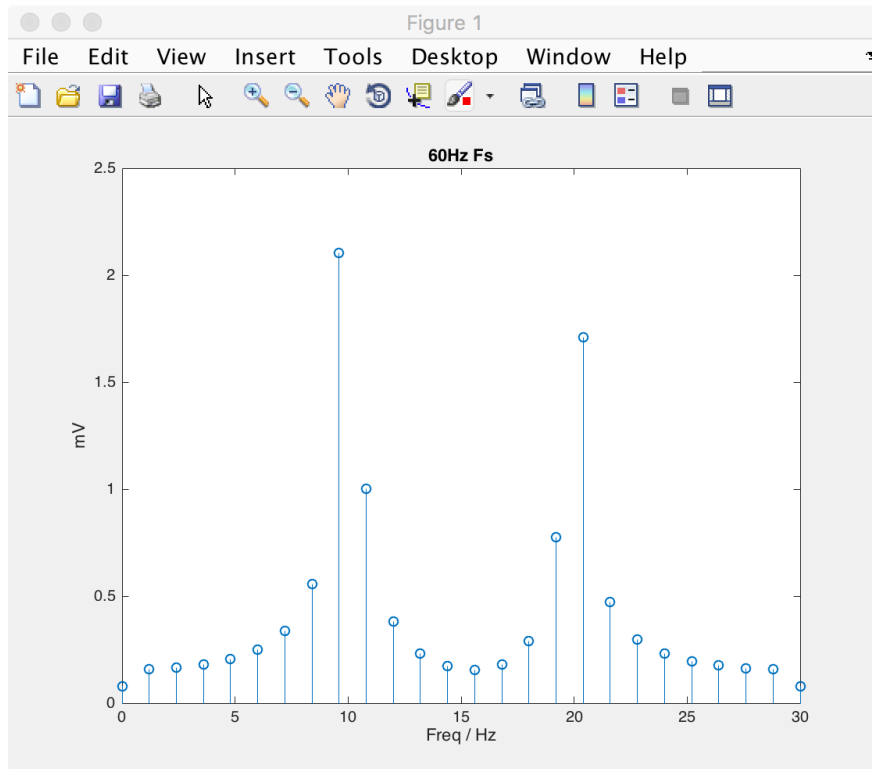 Figure 1
File Edit View Insert Tools Desktop Window Help
60Hz Fs
2.5
2
1.5
1
0.5
0
mV
0 5 10 15 20 25 30
Freq / Hz